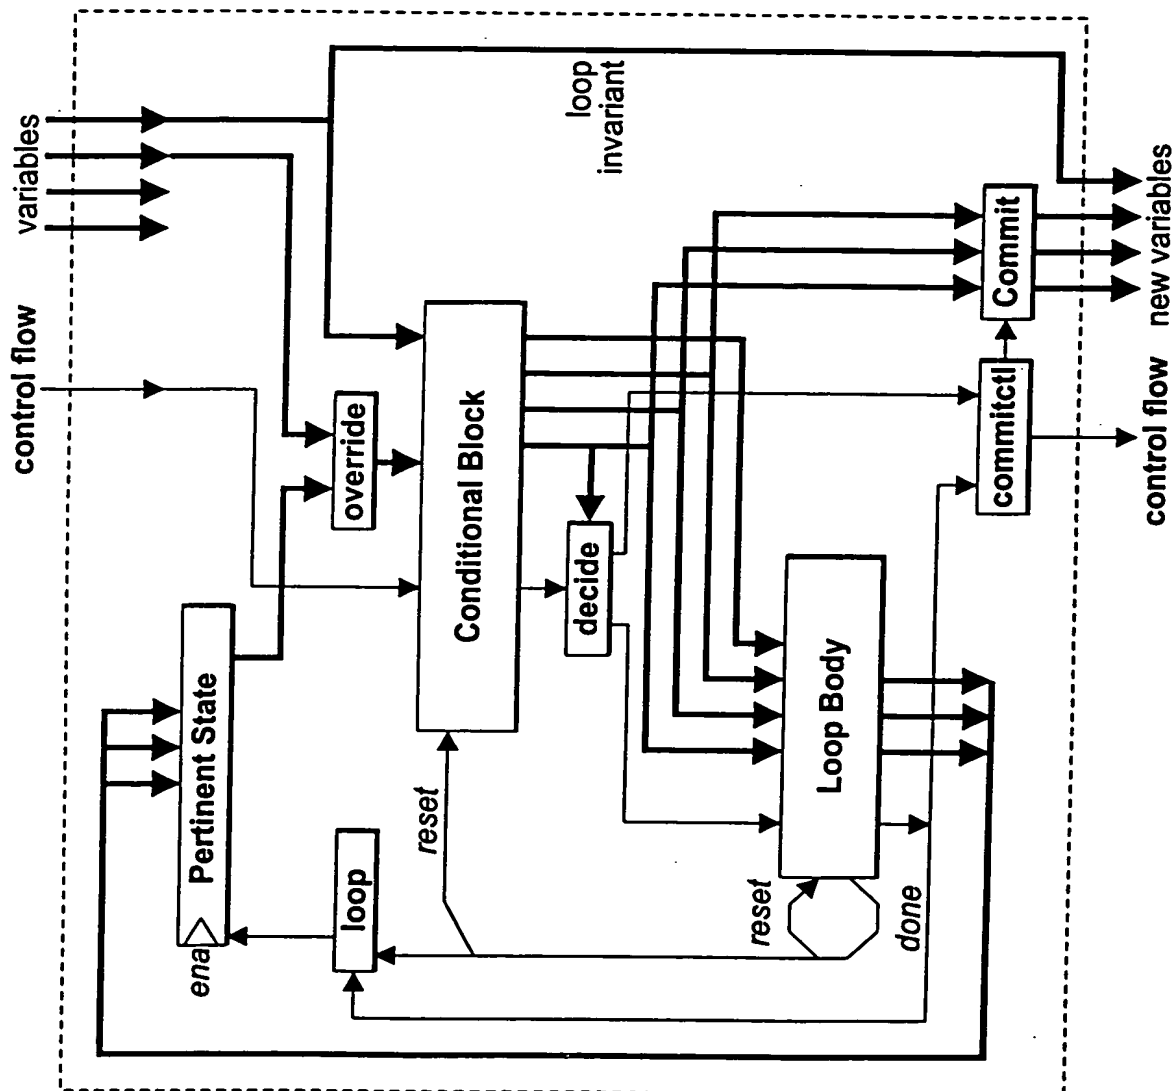 variables
control flow
loop
invariant
override
Pertinent State
ena
loop
reset
Conditional Block
decide
Loop Body
reset
done
Commit
commitctl
new variables
control flow